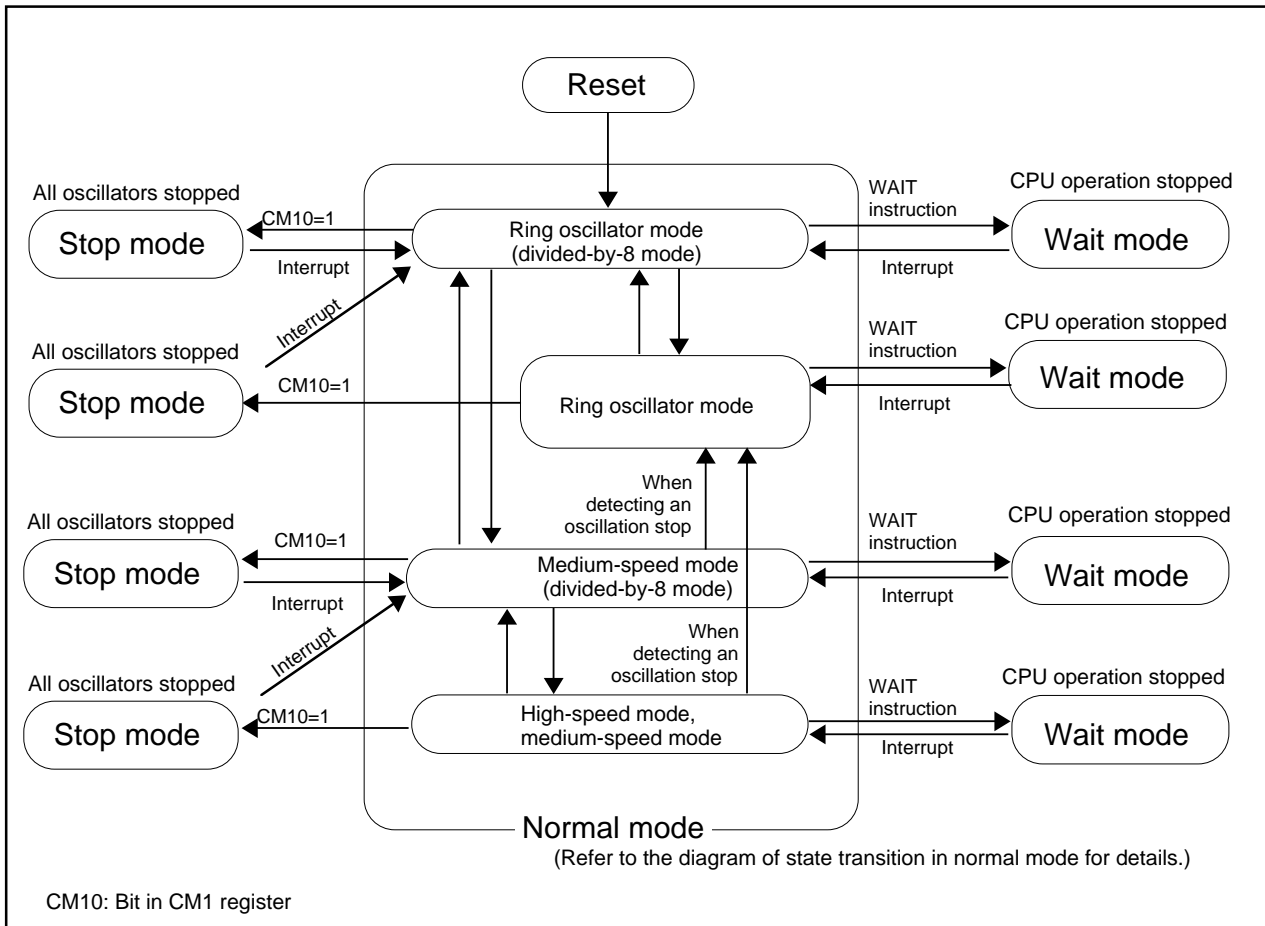 Reset
All oscillators stopped
Stop mode
CM10=1
Interrupt
Ring oscillator mode
(divided-by-8 mode)
WAIT
instruction
Interrupt
CPU operation stopped
Wait mode
Interrupt
All oscillators stopped
Stop mode
CM10=1
Ring oscillator mode
WAIT
instruction
Interrupt
CPU operation stopped
Wait mode
When
detecting an
oscillation stop
All oscillators stopped
Stop mode
CM10=1
Interrupt
Medium-speed mode
(divided-by-8 mode)
WAIT
instruction
Interrupt
CPU operation stopped
Wait mode
Interrupt
When
detecting an
oscillation stop
All oscillators stopped
Stop mode
CM10=1
High-speed mode,
medium-speed mode
WAIT
instruction
Interrupt
CPU operation stopped
Wait mode
Normal mode
(Refer to the diagram of state transition in normal mode for details.)
CM10: Bit in CM1 register